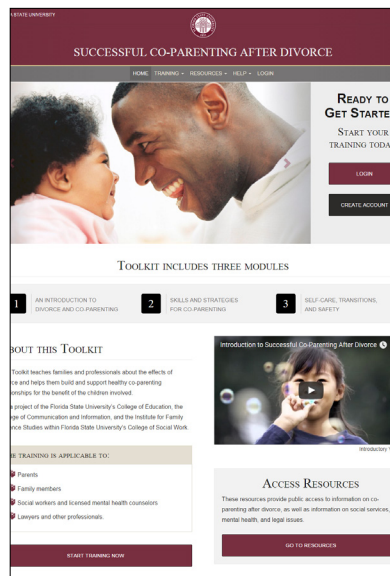 STATE UNIVERSITY
SUCCESSFUL CO-PARENTING AFTER DIVORCE
HOME TRAINING RESOURCES HELP LOGIN
READY TO
GET STARTE
START YOUR
TRAINING TODA
LOGIN
CREATE ACCOUNT
TOOLKIT INCLUDES THREE MODULES
1 AN INTRODUCTION TO
DIVORCE AND CO-PARENTING
2 SKILLS AND STRATEGIES
FOR CO-PARENTING
3 SELF-CARE, TRANSITIONS,
AND SAFETY
BOUT THIS TOOLKIT
Toolkit teaches families and professionals about the effects of
rce and helps them build and support healthy co-parenting
onships for the benefit of the children involved.
a project of the Florida State University's College of Education, the
ge of Communication and Information, and the Institute for Family
nce Studies within Florida State University's College of Social Work
E TRAINING IS APPLICABLE TO:
Parents
Family members
Social workers and licensed mental health counselors
Lawyers and other professionals.
START TRAINING NOW
Introduction to Successful Co-Parenting After Divorce
Introductory
ACCESS RESOURCES
These resources provide public access to information on co-
parenting after divorce, as well as information on social services,
mental health, and legal issues.
GO TO RESOURCES